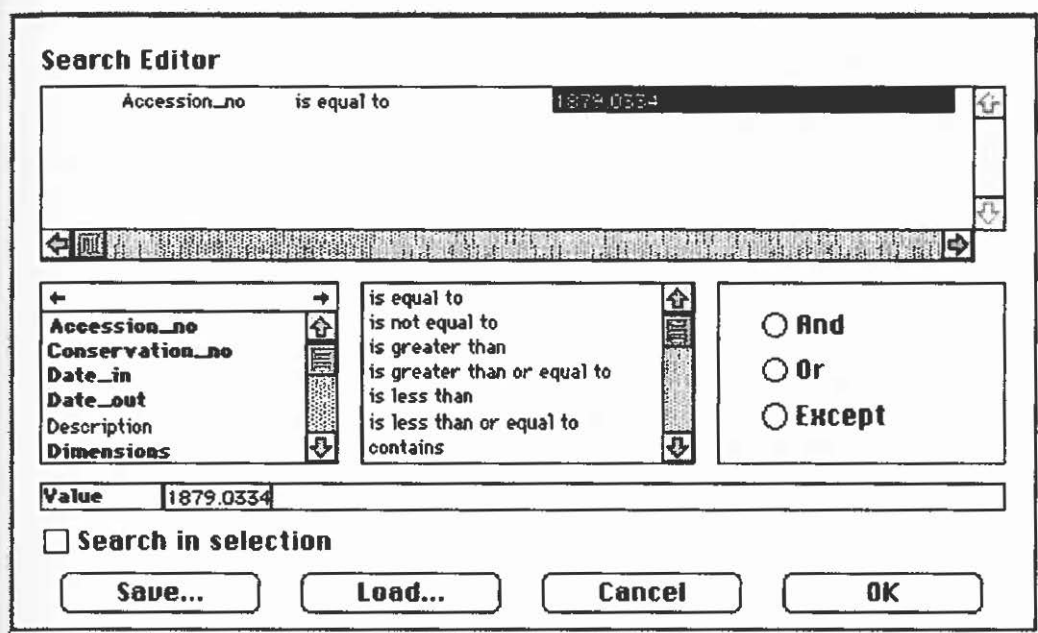 Search Editor
Accession_no is equal to 1879.0334
Accession_no
Conservation_no
Date_in
Date_out
Description
Dimensions
is equal to
is not equal to
is greater than
is greater than or equal to
is less than
is less than or equal to
contains
And
Or
Except
Value 1879.0334
Search in selection
Save... Load... Cancel OK